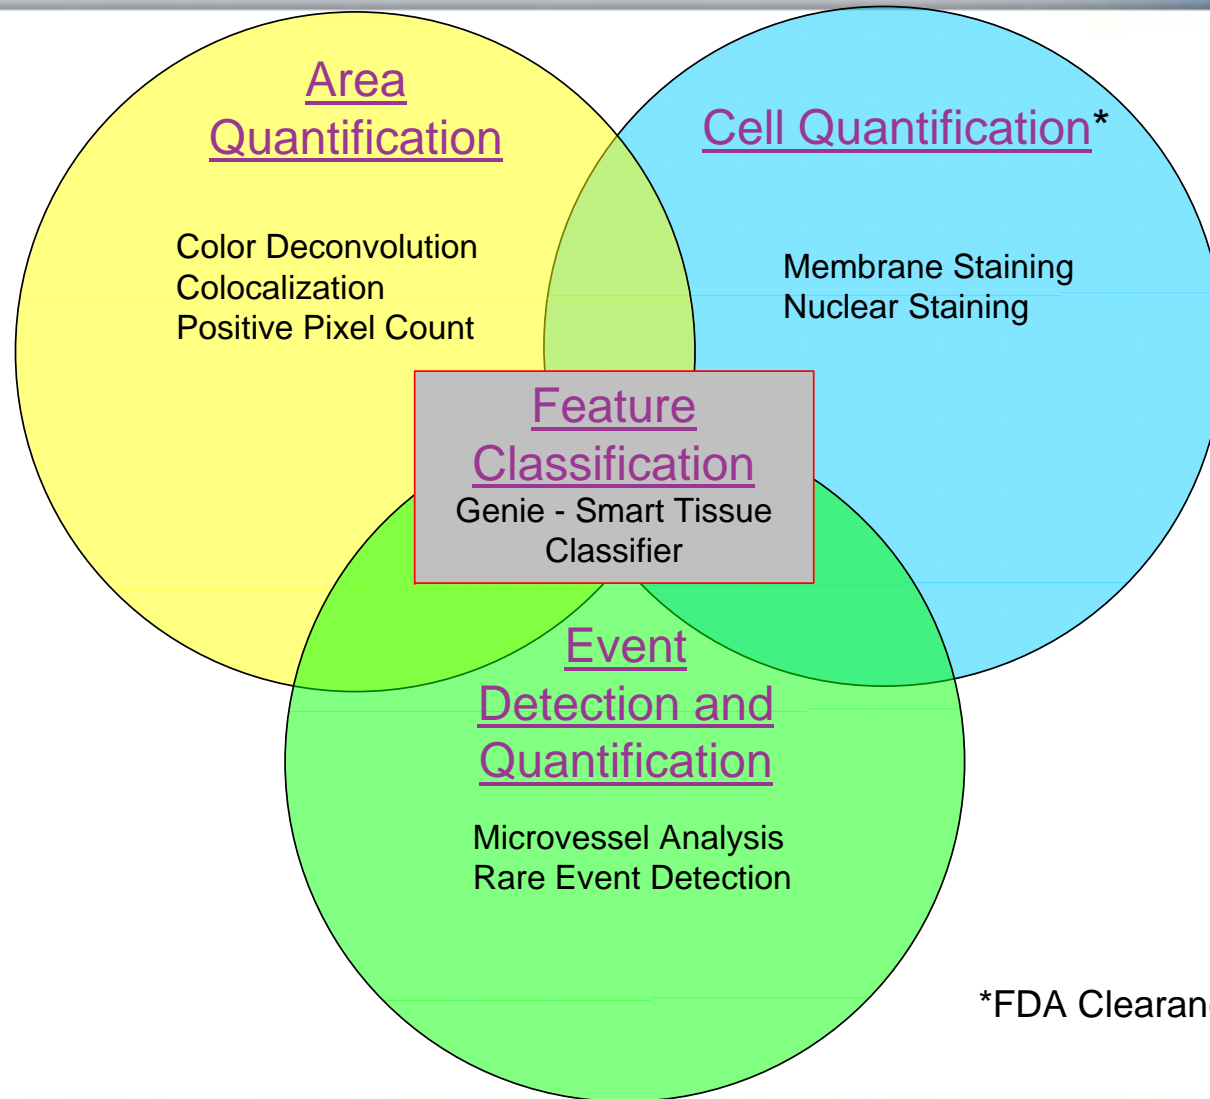 Area
Quantification
Color Deconvolution
Colocalization
Positive Pixel Count
Cell Quantification*
Membrane Staining
Nuclear Staining
Feature
Classification
Genie - Smart Tissue
Classifier
Event
Detection and
Quantification
Microvessel Analysis
Rare Event Detection
*FDA